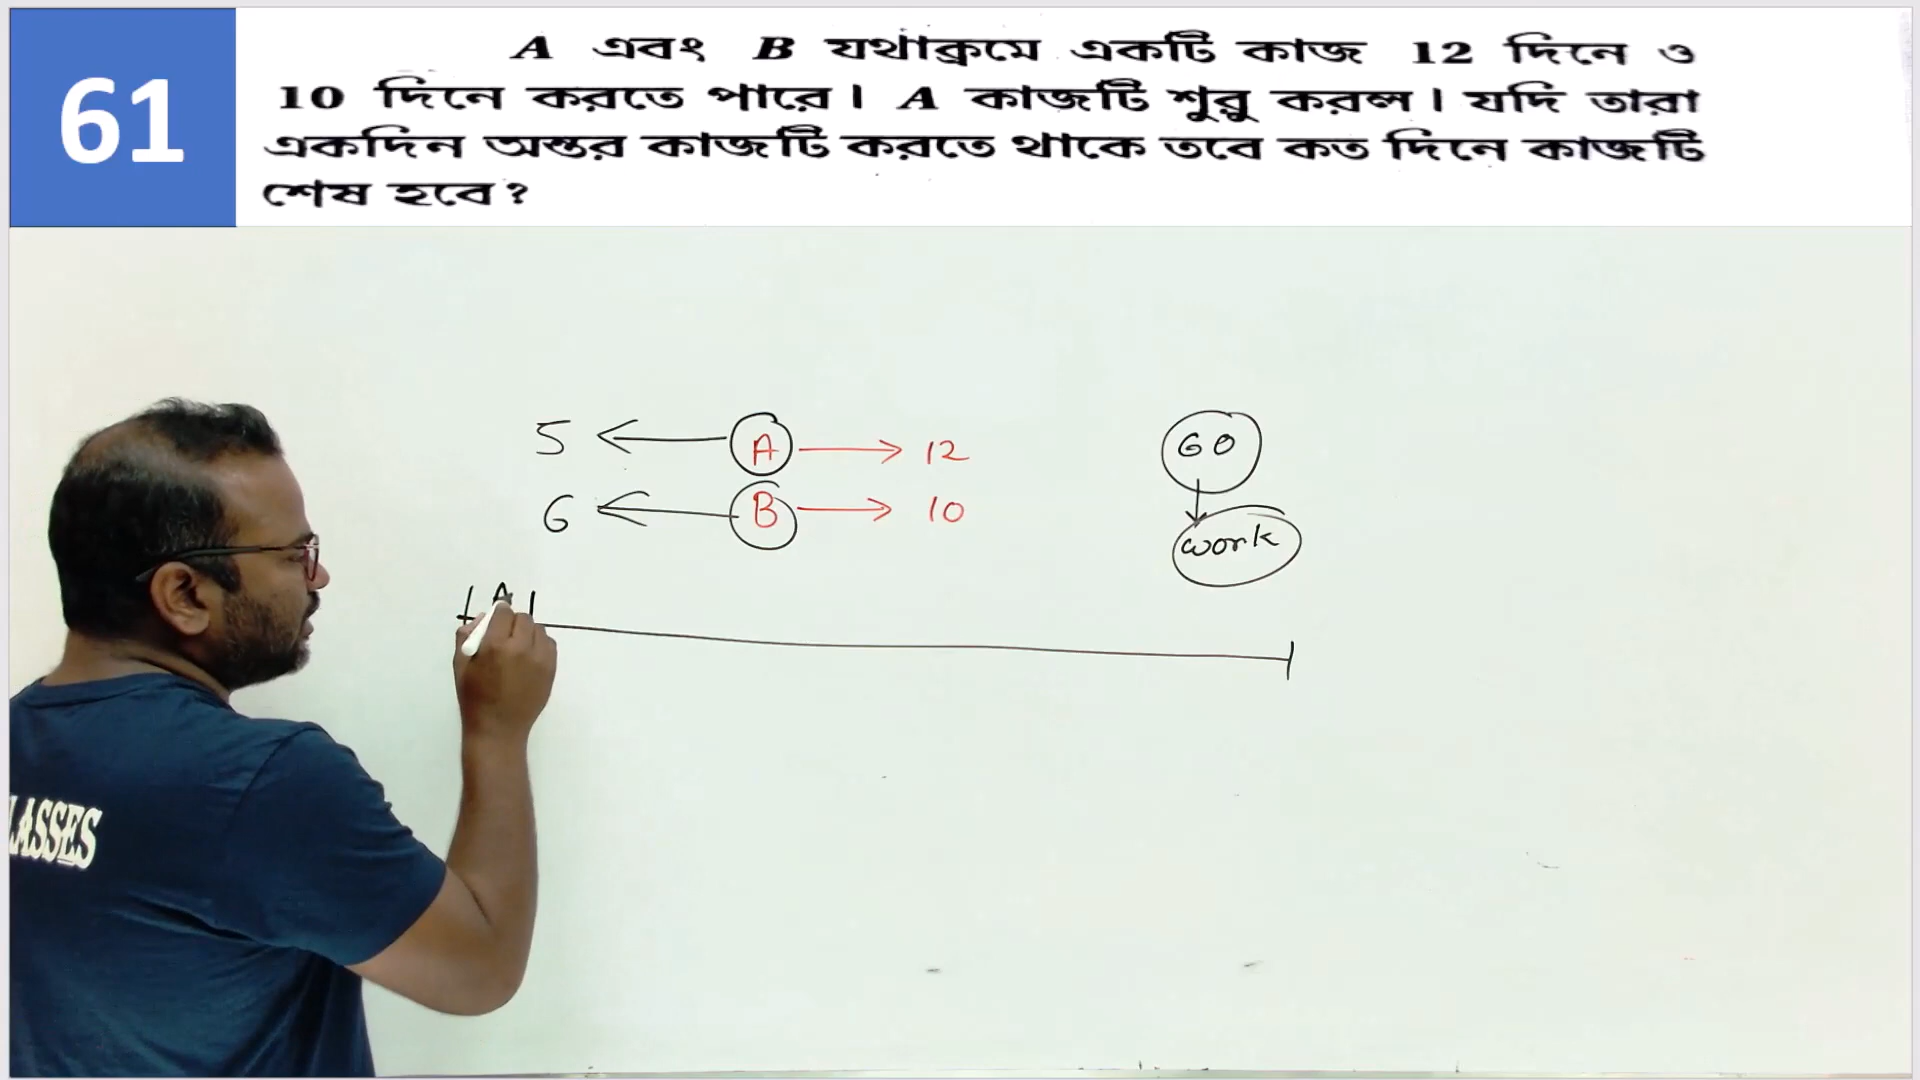 61
A এবং B যথাক্রমে একটি কাজ 12 দিনে ও
10 দিনে করতে পারে। A কাজটি শুরু করল। যদি তারা
একদিন অন্তর কাজটি করতে থাকে তবে কত দিনে কাজটি
শেষ হবে?
5 A 12 60
6 B 10 work
A
LASSES